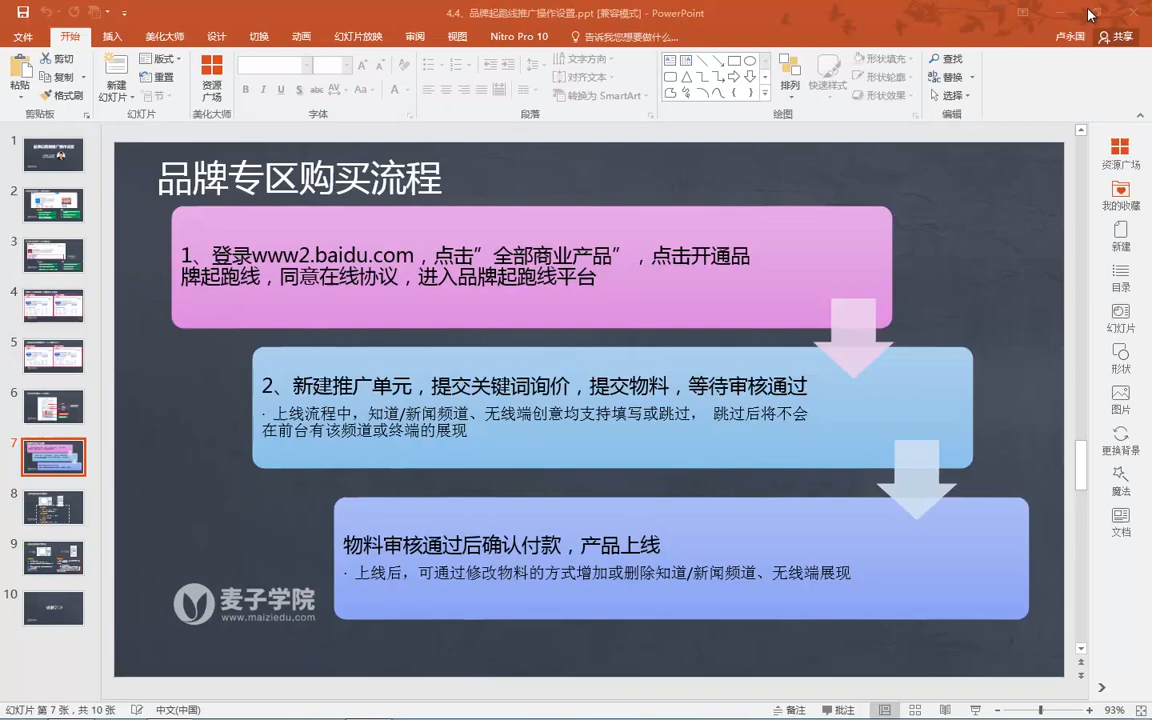 4.4、品牌起跑线推广操作设置.ppt [兼容模式] - PowerPoint
文件 开始 插入 美化大师 设计 切换 动画 幻灯片放映 审阅 视图 Nitro Pro 10 告诉我您想要做什么... 卢永国 共享
粘贴 剪切 复制 格式刷 剪贴板
新建幻灯片 版式 重置 节 幻灯片
资源广场 美化大师
B I U S abc AV Aa A 字体
文字方向 对齐文本 转换为 SmartArt 段落
排列 快速样式 形状填充 形状轮廓 形状效果 绘图
查找 替换 选择 编辑
1
2
3
4
5
6
7
8
9
10
品牌专区购买流程
1、登录www2.baidu.com，点击”全部商业产品”，点击开通品
牌起跑线，同意在线协议，进入品牌起跑线平台
2、新建推广单元，提交关键词询价，提交物料，等待审核通过
· 上线流程中，知道/新闻频道、无线端创意均支持填写或跳过， 跳过后将不会
在前台有该频道或终端的展现
物料审核通过后确认付款，产品上线
· 上线后，可通过修改物料的方式增加或删除知道/新闻频道、无线端展现
麦子学院
www.maiziedu.com
资源广场
我的收藏
新建
目录
幻灯片
形状
图片
更换背景
魔法
文档
幻灯片 第 7 张，共 10 张 中文(中国) 备注 批注 93%